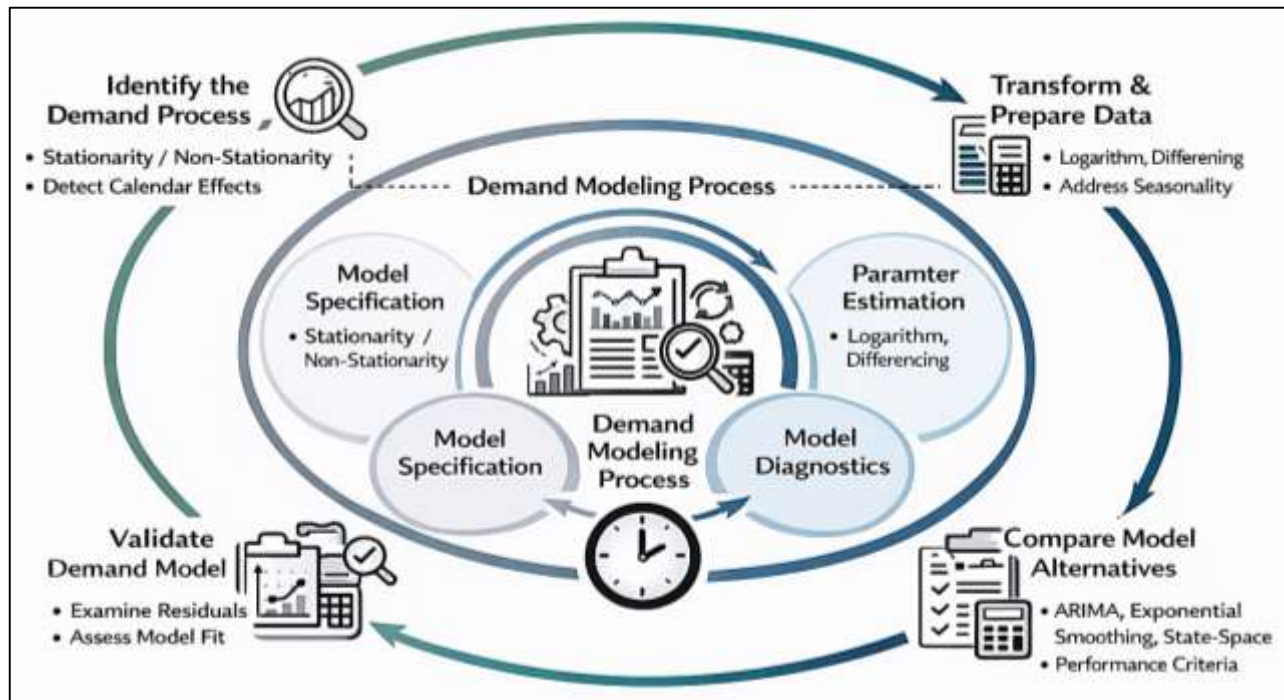 Identify the
Demand Process
• Stationarity / Non-Stationarity
• Detect Calendar Effects
Transform &
Prepare Data
• Logarithm, Differening
• Address Seasonality
Demand Modeling Process
Model
Specification
• Stationarity /
Non-Stationarity
Paramter
Estimation
• Logarithm,
Differencing
Model
Specification
Demand
Modeling
Process
Model
Diagnostics
Validate
Demand Model
• Examine Residuals
• Assess Model Fit
Compare Model
Alternatives
• ARIMA, Exponential
Smoothing, State-Space
• Performance Criteria